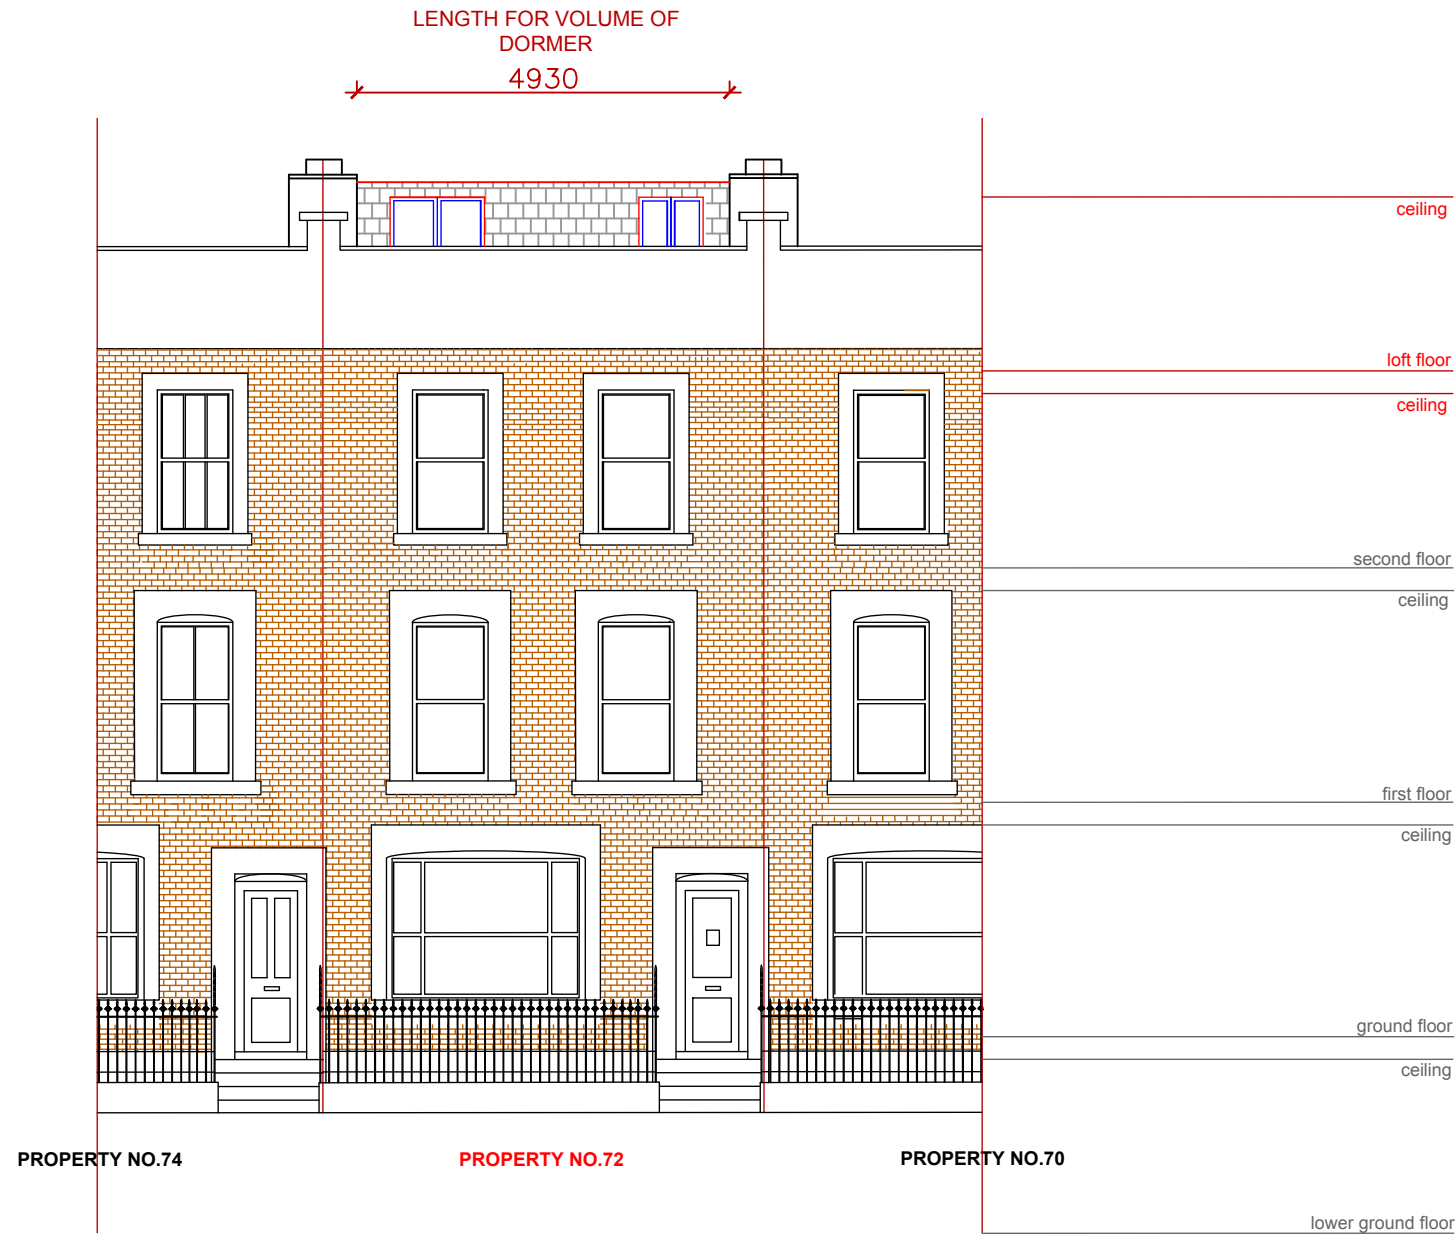 LENGTH FOR VOLUME OF
DORMER
4930
ceiling
loft floor
ceiling
second floor
ceiling
first floor
ceiling
ground floor
ceiling
PROPERTY NO.74
PROPERTY NO.72
PROPERTY NO.70
lower ground floor